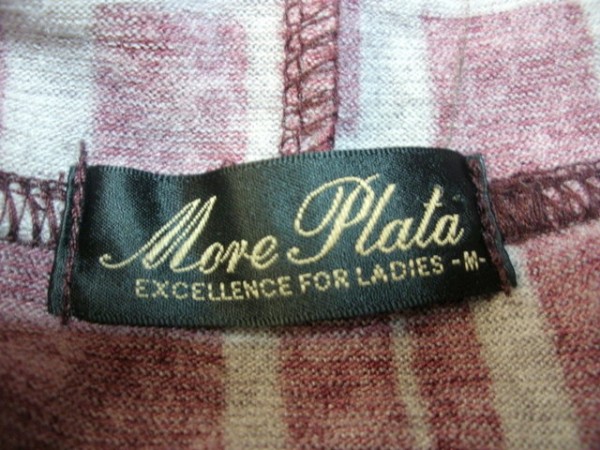 More Plata
EXCELLENCE FOR LADIES -M-